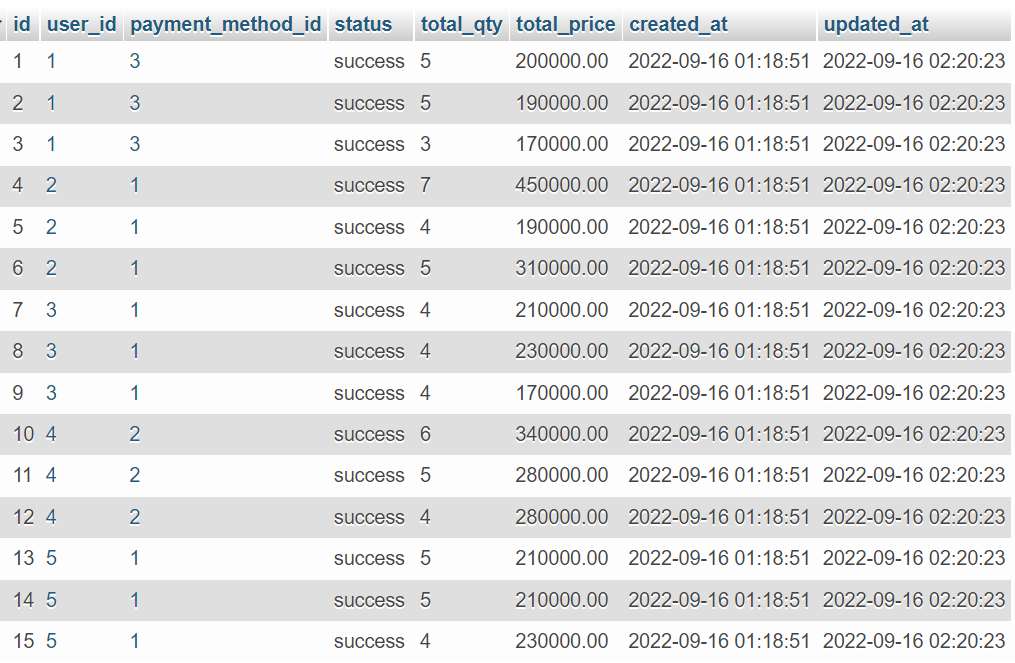 id user_id payment_method_id status total_qty total_price created_at updated_at
1 1 3 success 5 200000.00 2022-09-16 01:18:51 2022-09-16 02:20:23
2 1 3 success 5 190000.00 2022-09-16 01:18:51 2022-09-16 02:20:23
3 1 3 success 3 170000.00 2022-09-16 01:18:51 2022-09-16 02:20:23
4 2 1 success 7 450000.00 2022-09-16 01:18:51 2022-09-16 02:20:23
5 2 1 success 4 190000.00 2022-09-16 01:18:51 2022-09-16 02:20:23
6 2 1 success 5 310000.00 2022-09-16 01:18:51 2022-09-16 02:20:23
7 3 1 success 4 210000.00 2022-09-16 01:18:51 2022-09-16 02:20:23
8 3 1 success 4 230000.00 2022-09-16 01:18:51 2022-09-16 02:20:23
9 3 1 success 4 170000.00 2022-09-16 01:18:51 2022-09-16 02:20:23
10 4 2 success 6 340000.00 2022-09-16 01:18:51 2022-09-16 02:20:23
11 4 2 success 5 280000.00 2022-09-16 01:18:51 2022-09-16 02:20:23
12 4 2 success 4 280000.00 2022-09-16 01:18:51 2022-09-16 02:20:23
13 5 1 success 5 210000.00 2022-09-16 01:18:51 2022-09-16 02:20:23
14 5 1 success 5 210000.00 2022-09-16 01:18:51 2022-09-16 02:20:23
15 5 1 success 4 230000.00 2022-09-16 01:18:51 2022-09-16 02:20:23